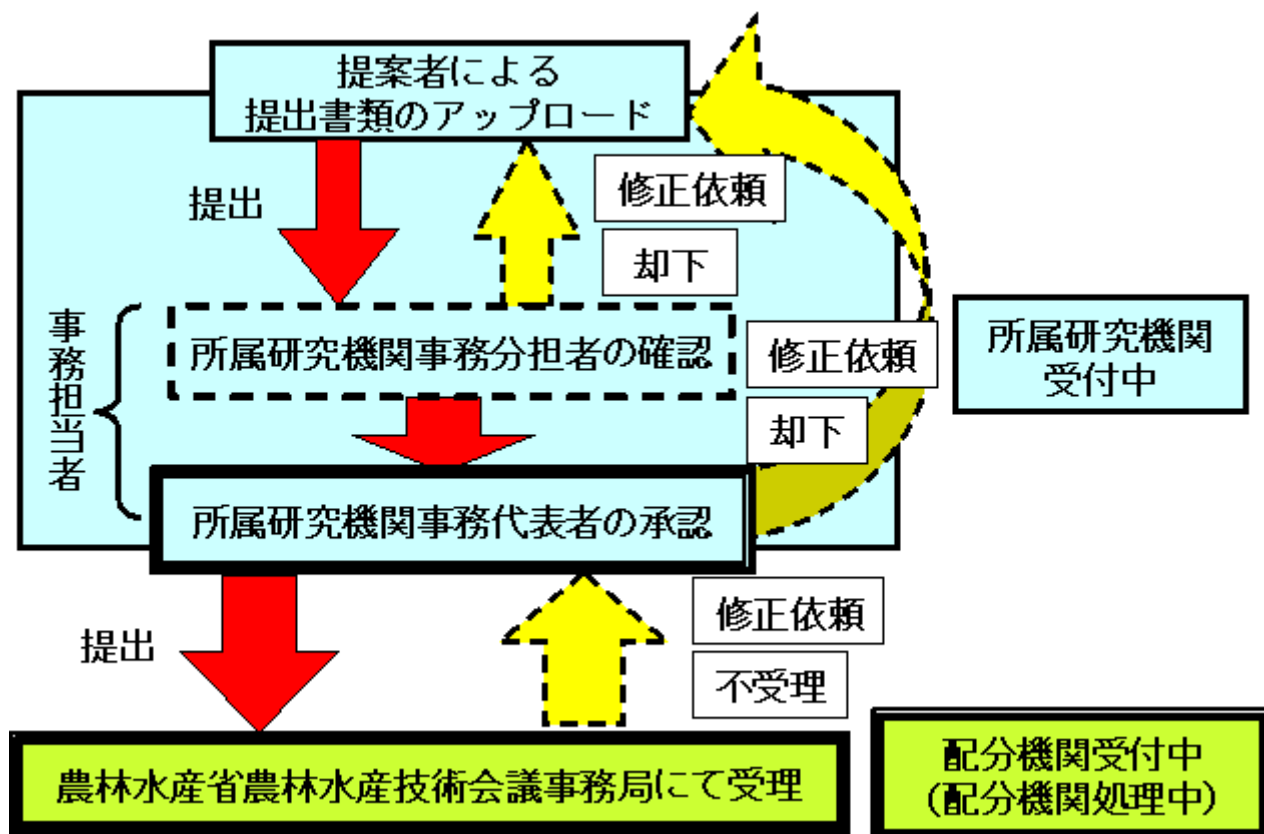 提案者による
提出書類のアップロード
提出
修正依頼
却下
事務担当者
所属研究機関事務分担者の確認
修正依頼
却下
所属研究機関
受付中
所属研究機関事務代表者の承認
提出
修正依頼
不受理
農林水産省農林水産技術会議事務局にて受理
配分機関受付中
(配分機関処理中)